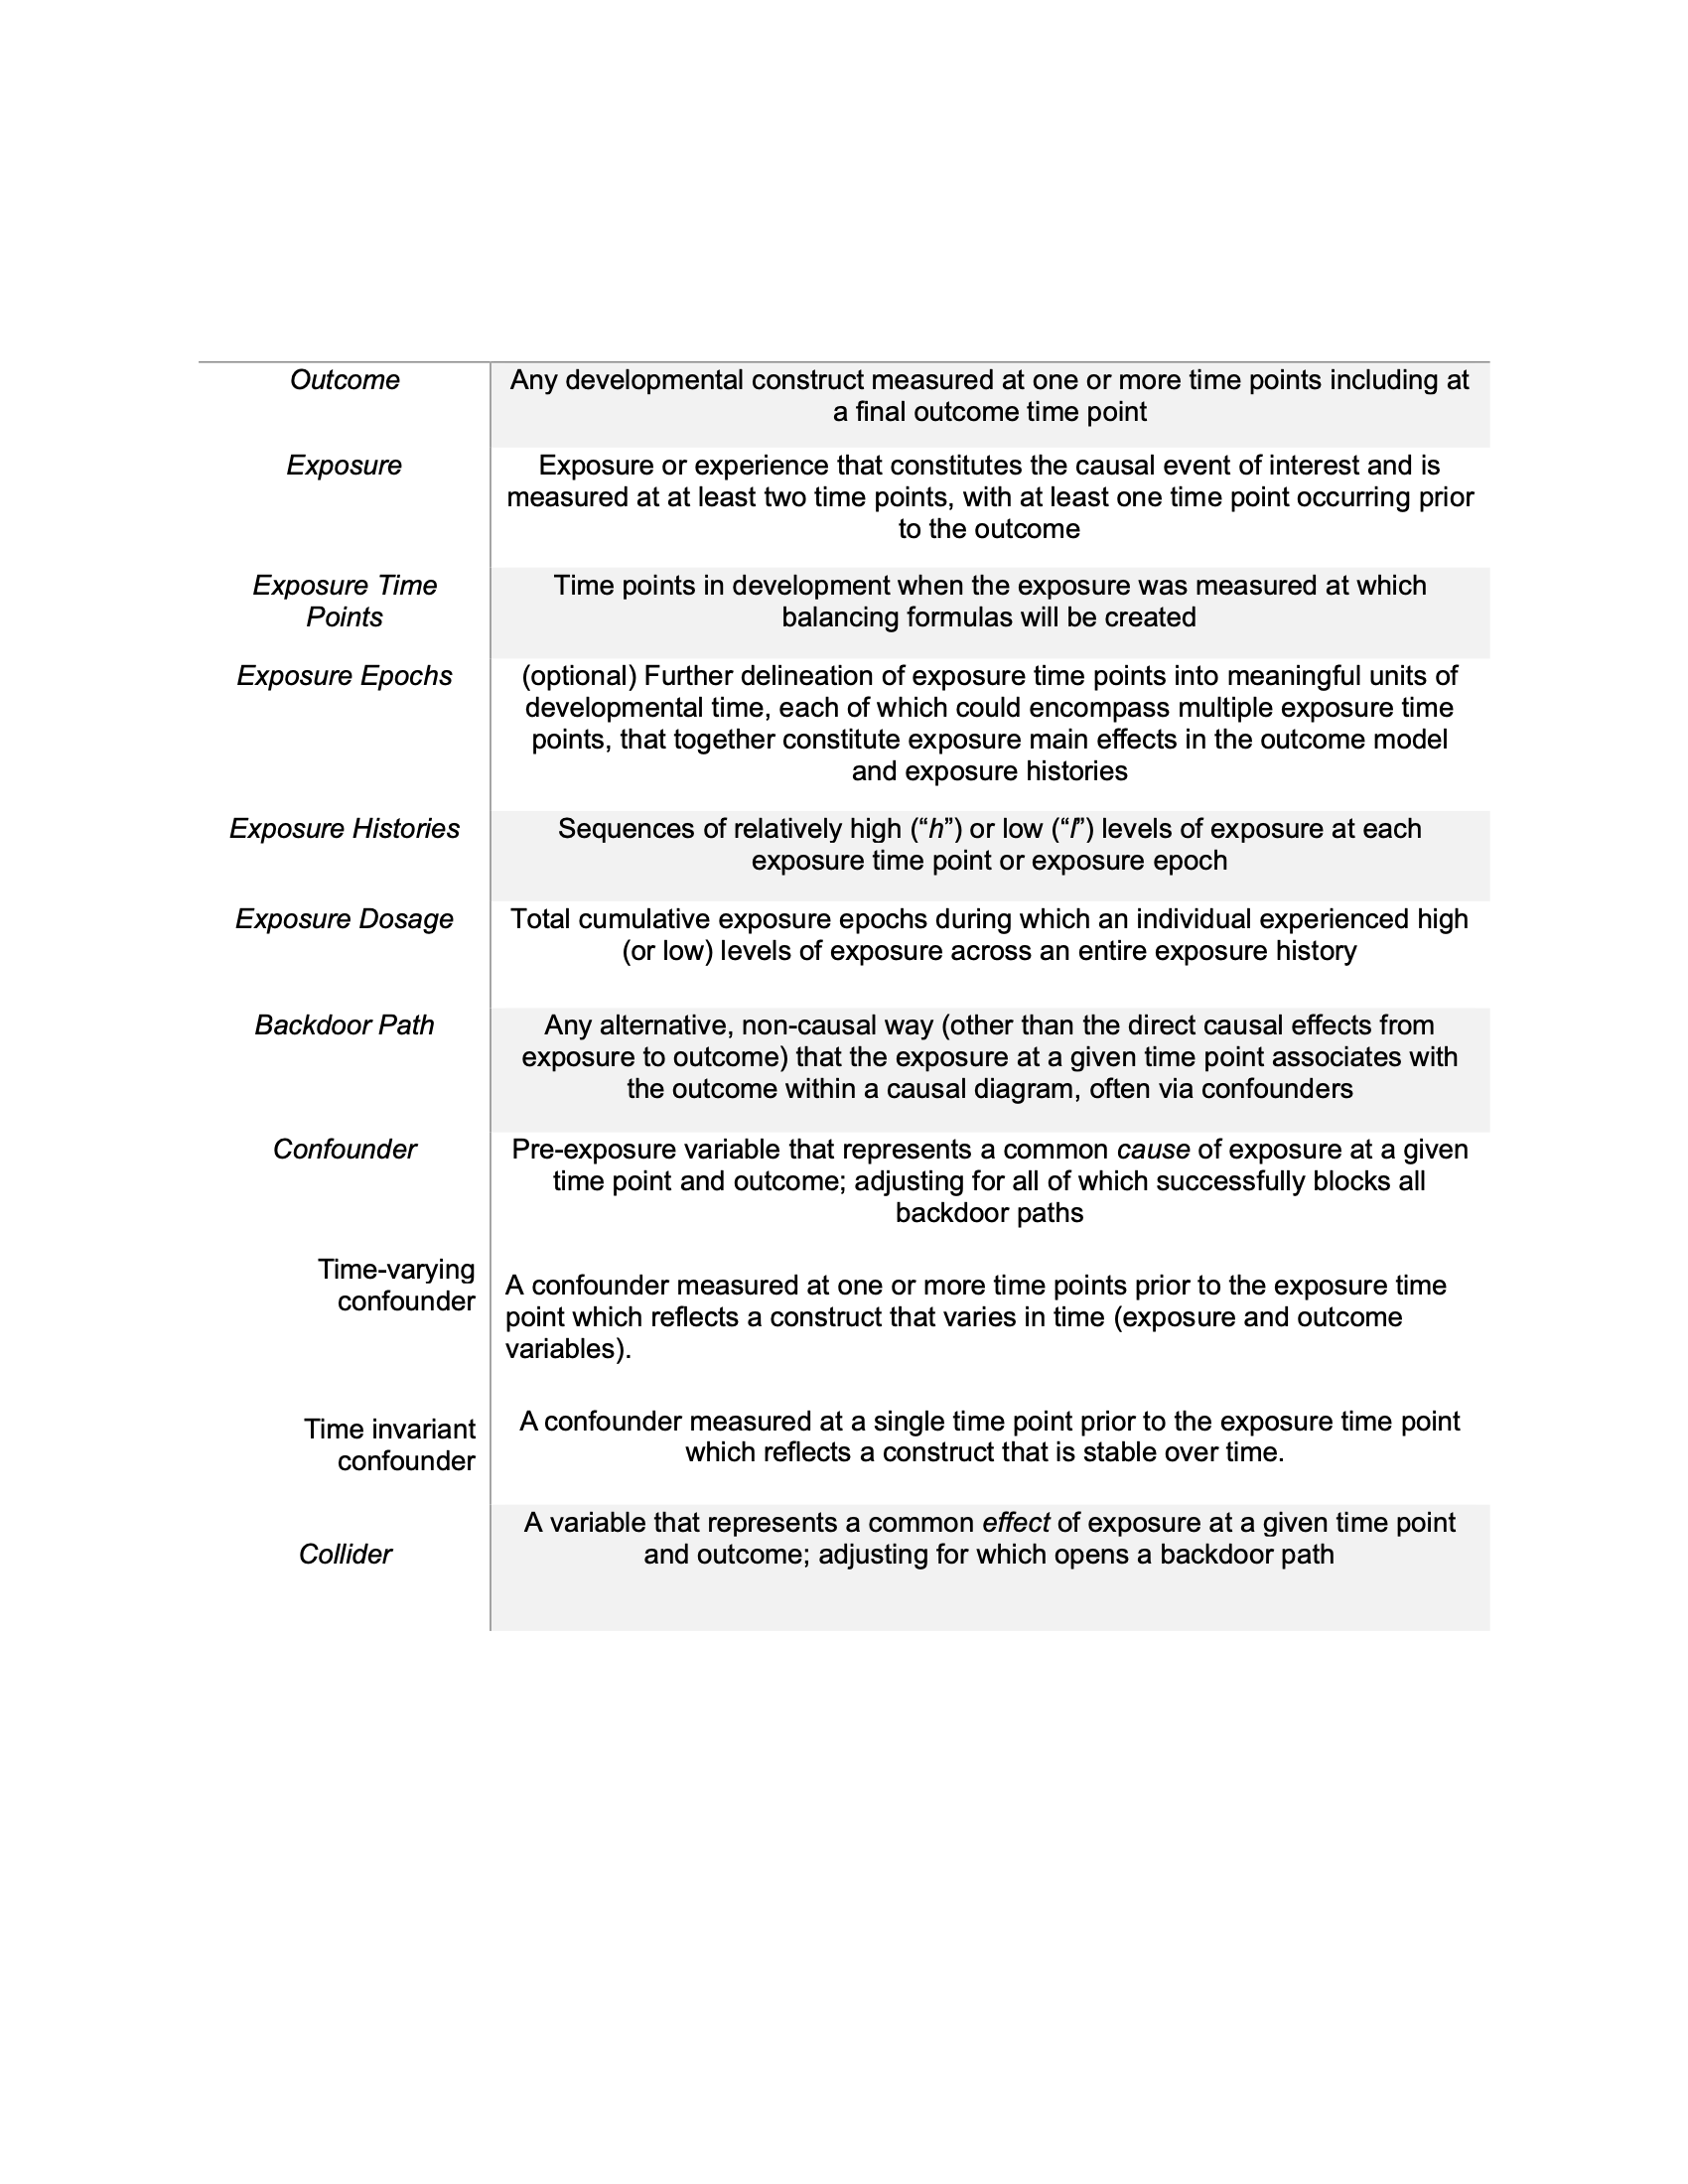 Outcome
Any developmental construct measured at one or more time points including at
a final outcome time point
Exposure
Exposure or experience that constitutes the causal event of interest and is
measured at at least two time points, with at least one time point occurring prior
to the outcome
Exposure Time
Points
Time points in development when the exposure was measured at which
balancing formulas will be created
Exposure Epochs
(optional) Further delineation of exposure time points into meaningful units of
developmental time, each of which could encompass multiple exposure time
points, that together constitute exposure main effects in the outcome model
and exposure histories
Exposure Histories
Sequences of relatively high (“h”) or low (“l”) levels of exposure at each
exposure time point or exposure epoch
Exposure Dosage
Total cumulative exposure epochs during which an individual experienced high
(or low) levels of exposure across an entire exposure history
Backdoor Path
Any alternative, non-causal way (other than the direct causal effects from
exposure to outcome) that the exposure at a given time point associates with
the outcome within a causal diagram, often via confounders
Confounder
Pre-exposure variable that represents a common cause of exposure at a given
time point and outcome; adjusting for all of which successfully blocks all
backdoor paths
Time-varying
confounder
A confounder measured at one or more time points prior to the exposure time
point which reflects a construct that varies in time (exposure and outcome
variables).
Time invariant
confounder
A confounder measured at a single time point prior to the exposure time point
which reflects a construct that is stable over time.
Collider
A variable that represents a common effect of exposure at a given time point
and outcome; adjusting for which opens a backdoor path